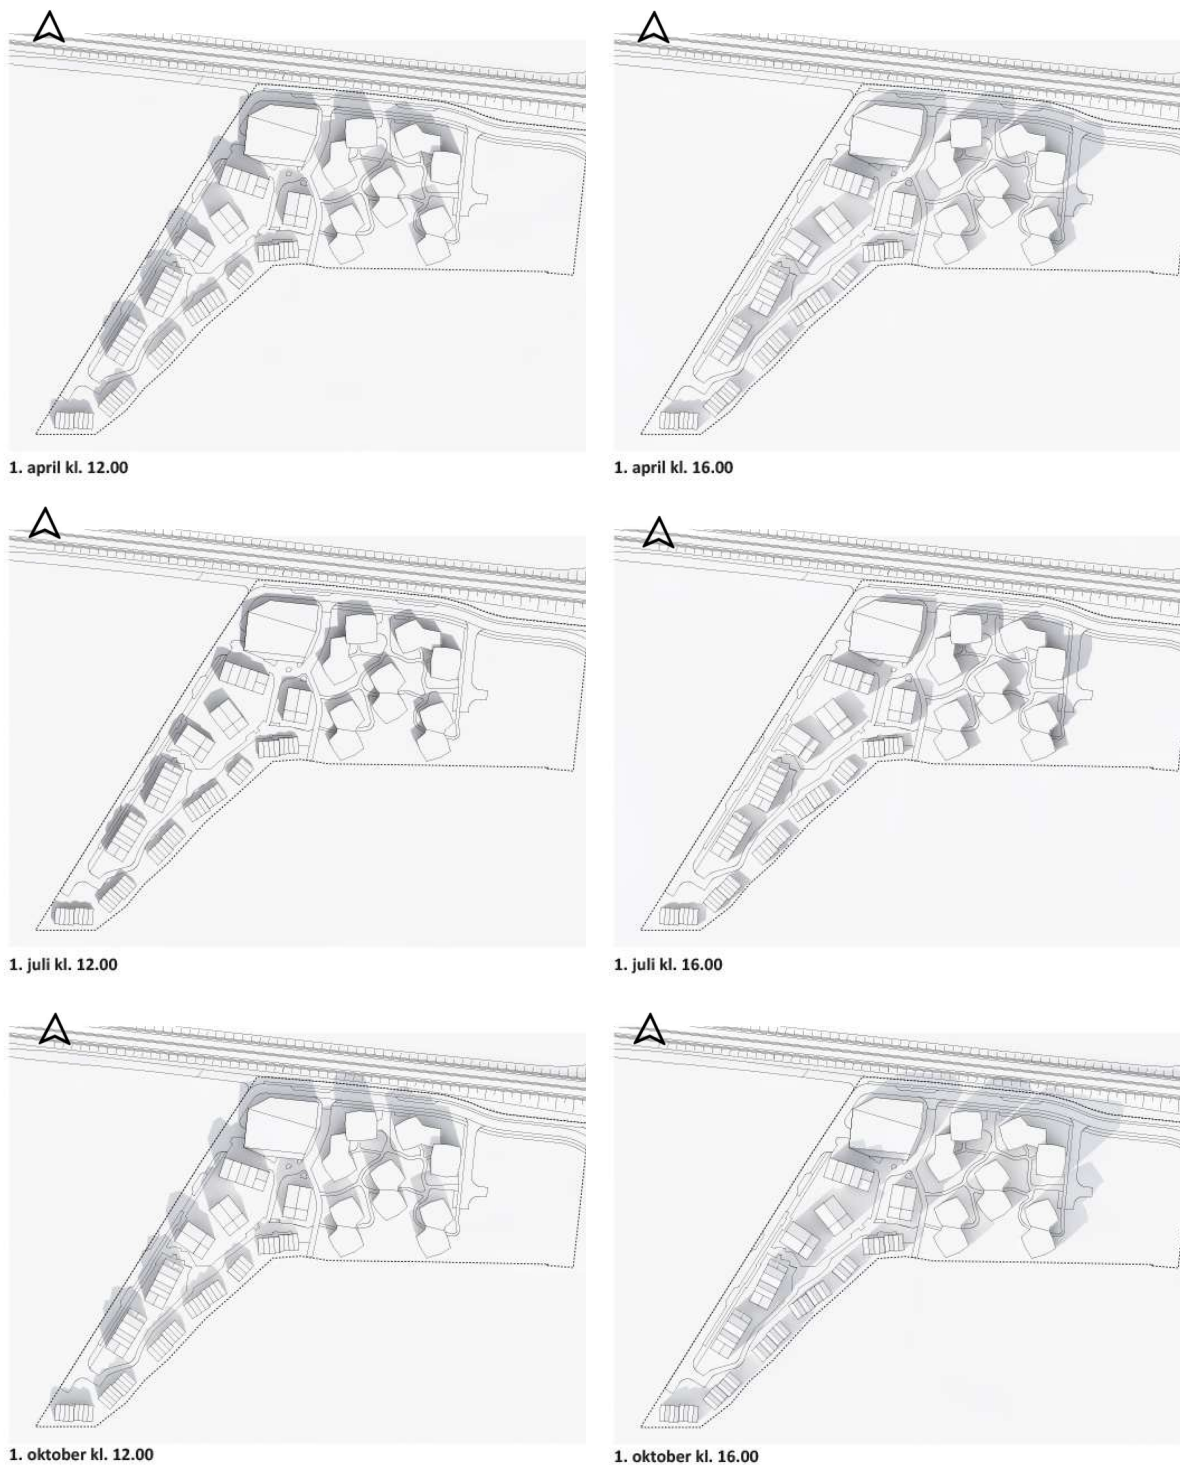 1. april kl. 12.00
1. april kl. 16.00
1. juli kl. 12.00
1. juli kl. 16.00
1. oktober kl. 12.00
1. oktober kl. 16.00